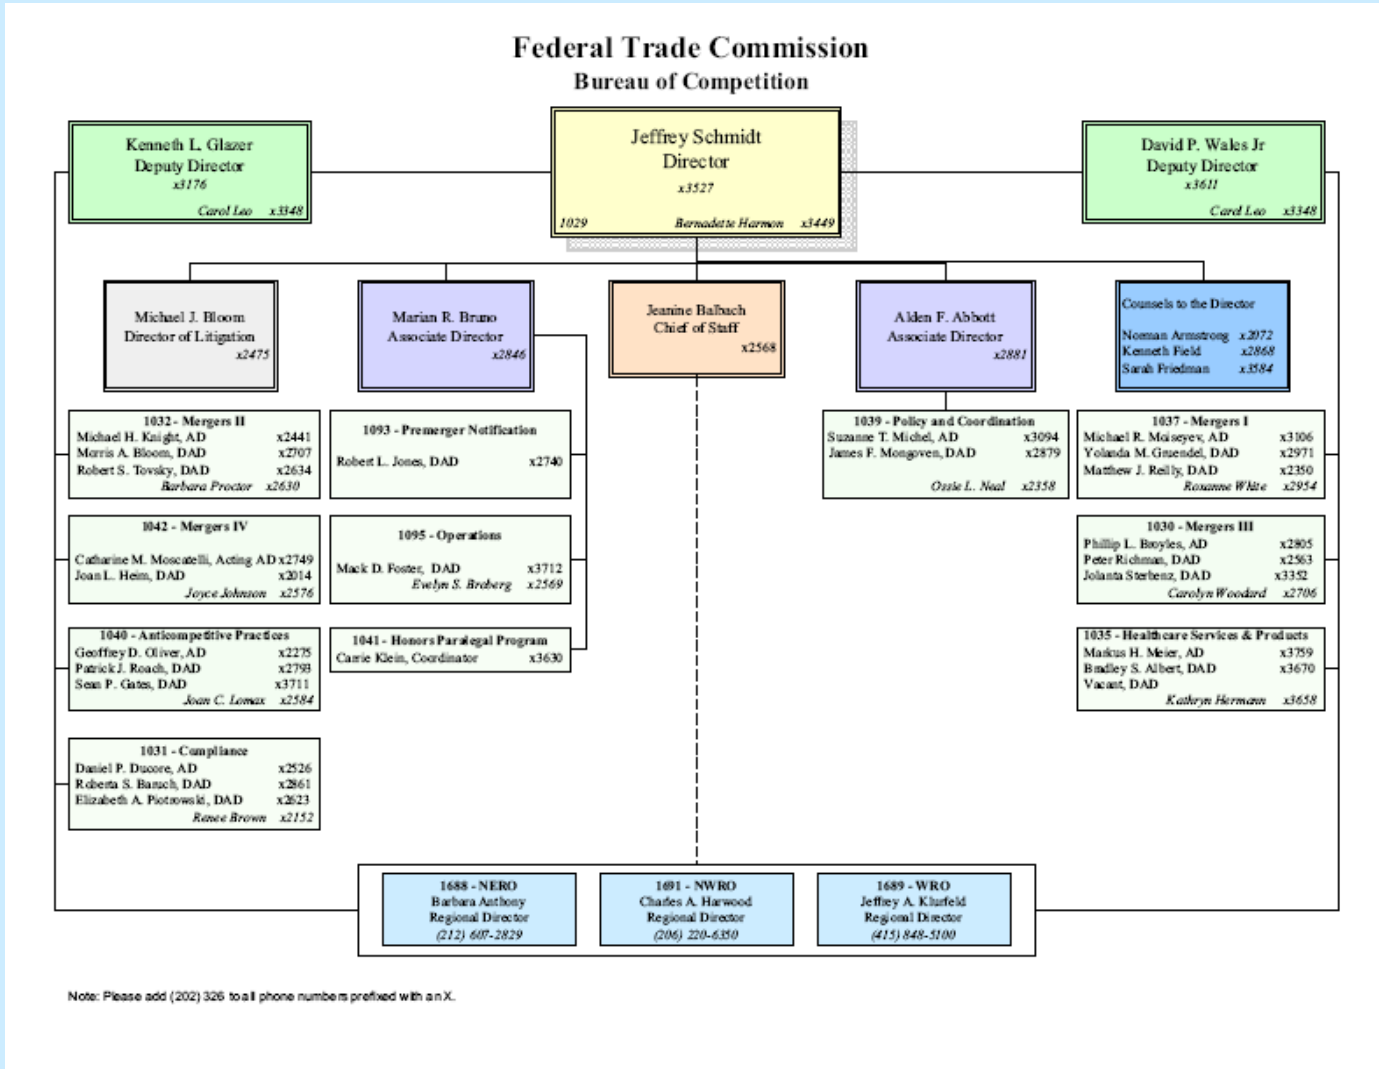 Federal Trade Commission
Bureau of Competition
Kenneth L. Glazer
Deputy Director
x3176
Carol Leo x3348
Jeffrey Schmidt
Director
x3527
1029 Bernadette Harmon x3449
David P. Wales Jr
Deputy Director
x3611
Carol Leo x3348
Michael J. Bloom
Director of Litigation
x2475
Marian R. Bruno
Associate Director
x2846
Jeanine Balbach
Chief of Staff
x2568
Alden F. Abbott
Associate Director
x2881
Counsels to the Director
Norman Armstrong x2072
Kenneth Field x2868
Sarah Friedman x3584
1032 - Mergers II
Michael H. Knight, AD x2441
Morris A. Bloom, DAD x2707
Robert S. Tovsky, DAD x2634
Barbara Proctor x2630
1093 - Premerger Notification
Robert L. Jones, DAD x2740
1039 - Policy and Coordination
Suzanne T. Michel, AD x3094
James F. Mongoven, DAD x2879
Ossie L. Neal x2358
1037 - Mergers I
Michael R. Moiseyev, AD x3106
Yolanda M. Gruendel, DAD x2971
Matthew J. Reilly, DAD x2350
Roxanne White x2954
1042 - Mergers IV
Catharine M. Moscatelli, Acting AD x2749
Joan L. Heim, DAD x2014
Joyce Johnson x2576
1095 - Operations
Mack D. Foster, DAD x3712
Evelyn S. Broberg x2569
1030 - Mergers III
Phillip L. Broyles, AD x2805
Peter Richman, DAD x2563
Jolanta Sterbenz, DAD x3352
Carolyn Woodard x2706
1040 - Anticompetitive Practices
Geoffrey D. Oliver, AD x2275
Patrick J. Roach, DAD x2793
Sean P. Gates, DAD x3711
Joan C. Lomax x2584
1041 - Honors Paralegal Program
Carrie Klein, Coordinator x3630
1035 - Healthcare Services & Products
Markus H. Meier, AD x3759
Bradley S. Albert, DAD x3670
Vacant, DAD
Kathryn Hermann x3658
1031 - Compliance
Daniel P. Ducore, AD x2526
Roberta S. Baruch, DAD x2861
Elizabeth A. Piotrowski, DAD x2623
Renee Brown x2152
1688 - NERO
Barbara Anthony
Regional Director
(212) 607-2829
1691 - NWRO
Charles A. Harwood
Regional Director
(206) 220-6350
1689 - WRO
Jeffrey A. Klurfeld
Regional Director
(415) 848-5100
Note: Please add (202) 326 to all phone numbers prefixed with an X.